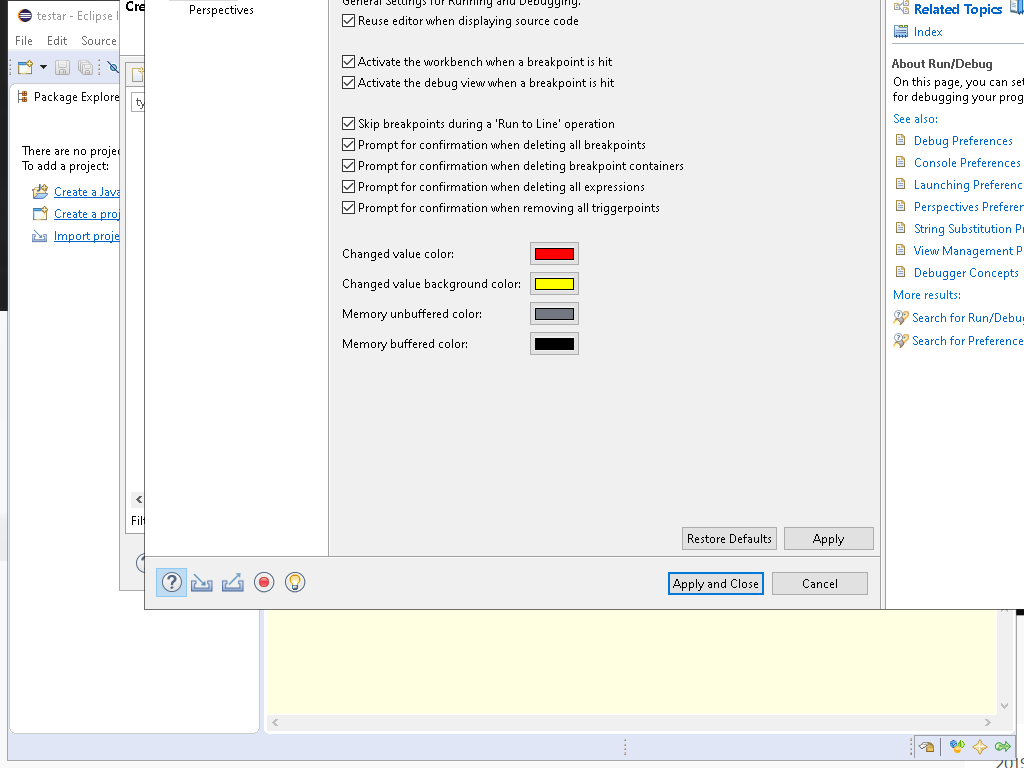 testar - Eclipse I
File Edit Source
Package Explore
There are no projec
To add a project:
Create a Java
Create a proj
Import proje
Cre
ty
Filt
Perspectives
General Settings for Running and Debugging.
Reuse editor when displaying source code
Activate the workbench when a breakpoint is hit
Activate the debug view when a breakpoint is hit
Skip breakpoints during a 'Run to Line' operation
Prompt for confirmation when deleting all breakpoints
Prompt for confirmation when deleting breakpoint containers
Prompt for confirmation when deleting all expressions
Prompt for confirmation when removing all triggerpoints
Changed value color:
Changed value background color:
Memory unbuffered color:
Memory buffered color:
Restore Defaults Apply
Apply and Close Cancel
Related Topics
Index
About Run/Debug
On this page, you can set
for debugging your prog
See also:
Debug Preferences
Console Preferences
Launching Preferenc
Perspectives Preferen
String Substitution Pr
View Management P
Debugger Concepts
More results:
Search for Run/Debug
Search for Preference
2019